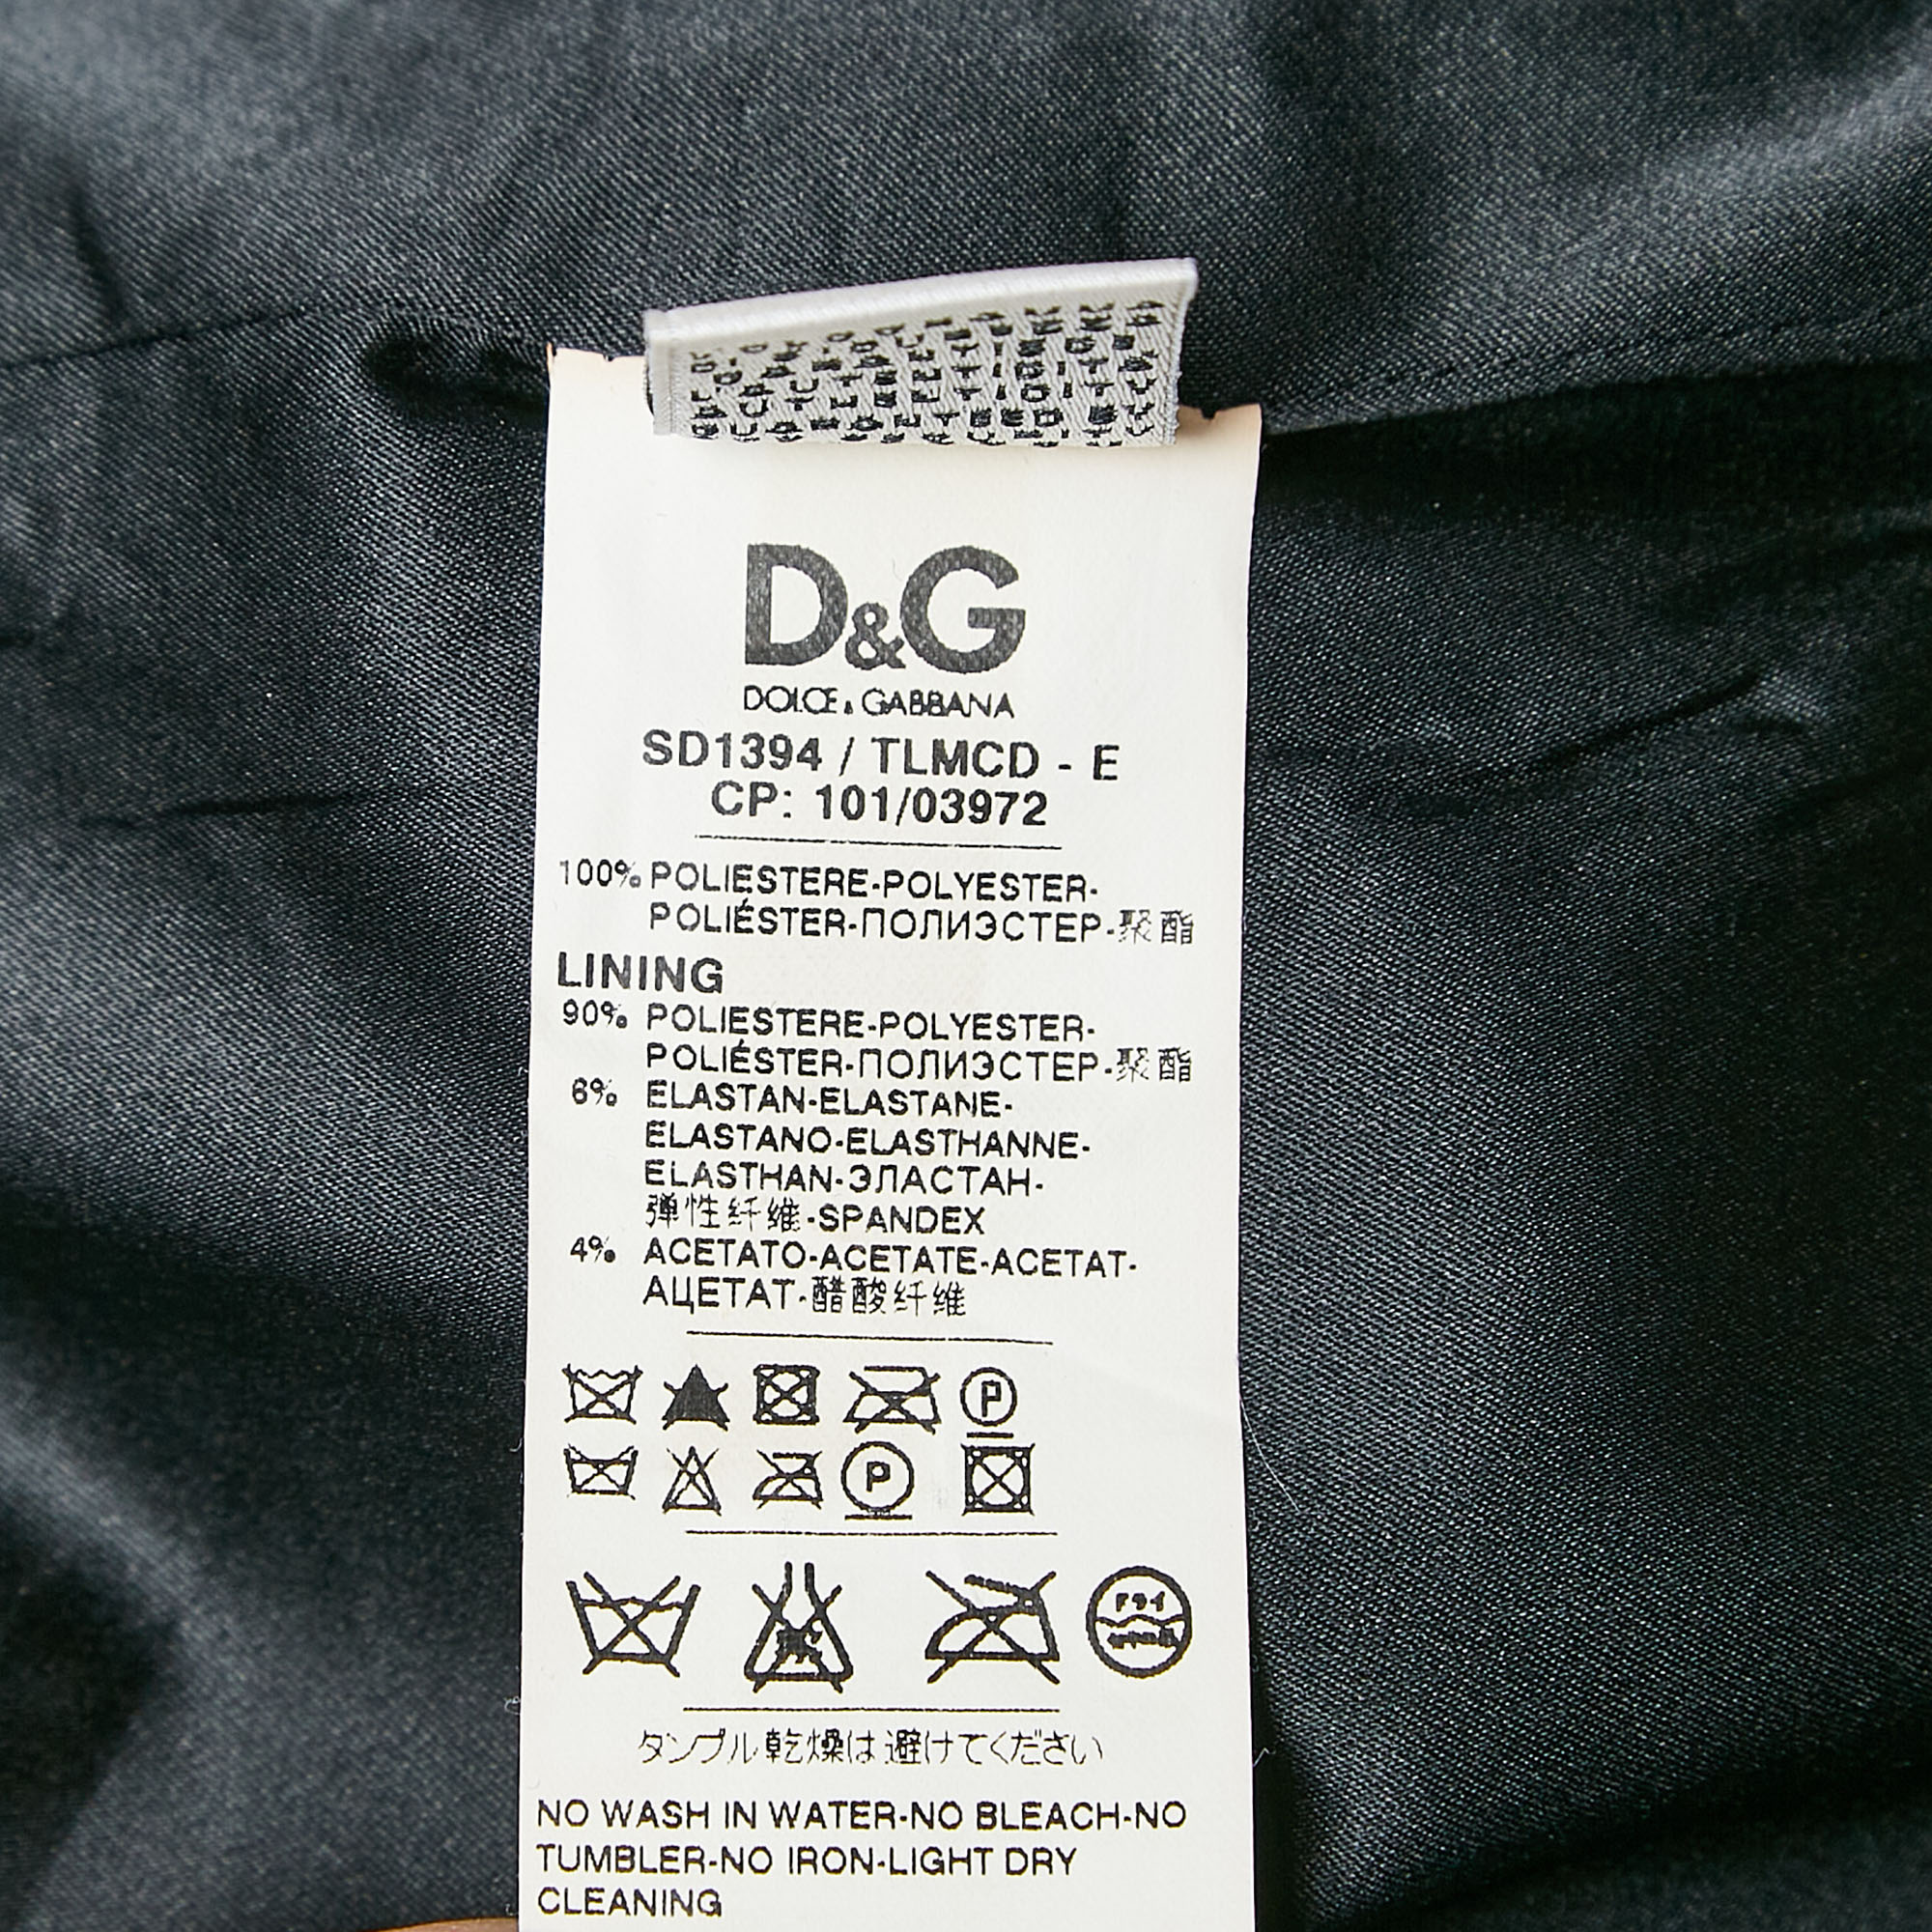 AUTHENTICITY
GUARANTEED BY
D&G
DOLCE & GABBANA
SD1394 / TLMCD - E
CP: 101/03972
100% POLIESTERE-POLYESTER-
POLIÉSTER-ПОЛИЭСТЕР-聚酯
LINING
90% POLIESTERE-POLYESTER-
POLIÉSTER-ПОЛИЭСТЕР-聚酯
6% ELASTAN-ELASTANE-
ELASTANO-ELASTHANNE-
ELASTHAN-ЭЛАСТАН-
弹性纤维-SPANDEX
4% ACETATO-ACETATE-ACETAT-
АЦЕТАТ-醋酸纤维
P
P
タンブル乾燥は避けてください
NO WASH IN WATER-NO BLEACH-NO
TUMBLER-NO IRON-LIGHT DRY
CLEANING